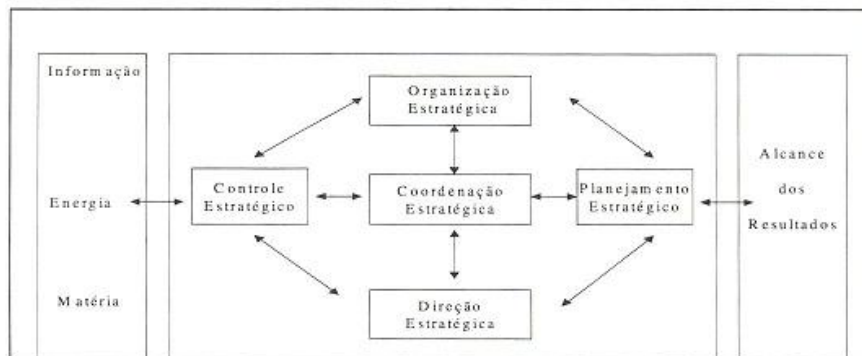 Informação
Energia
Matéria
Organização
Estratégica
Controle
Estratégico
Coordenação
Estratégica
Planejamento
Estratégico
Direção
Estratégica
Alcance
dos
Resultados